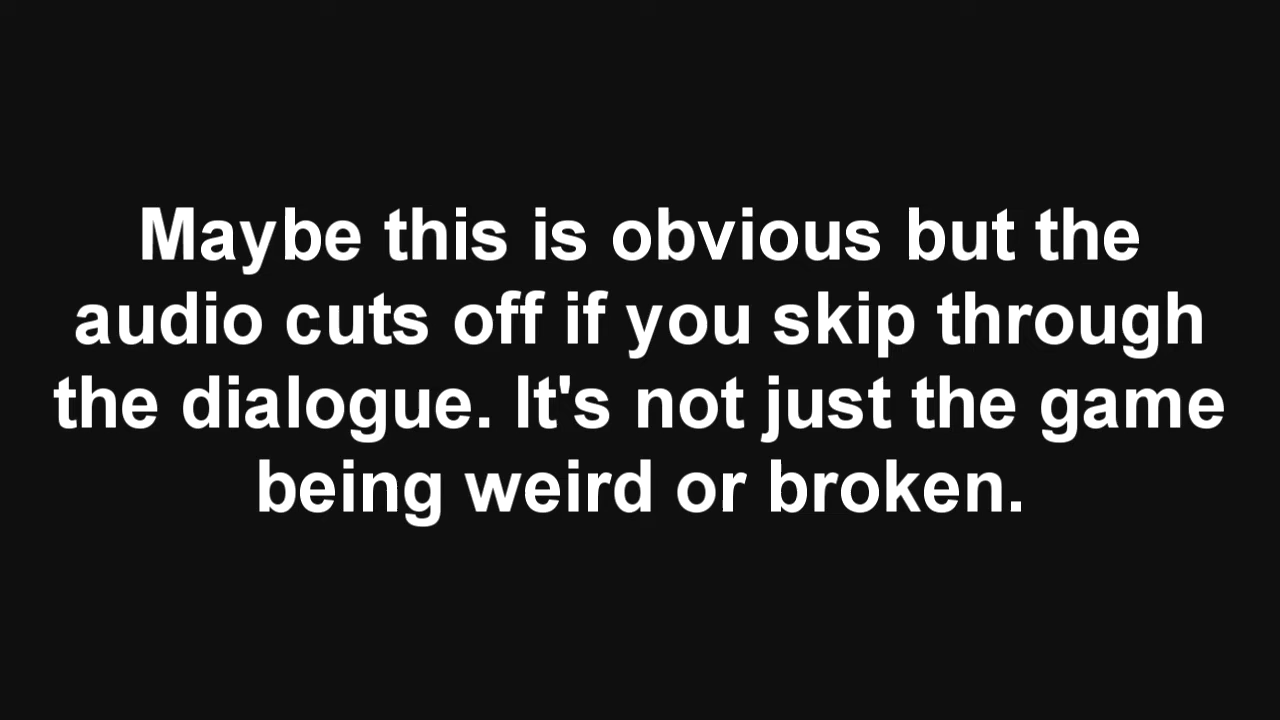 Maybe this is obvious but the
audio cuts off if you skip through
the dialogue. It's not just the game
being weird or broken.